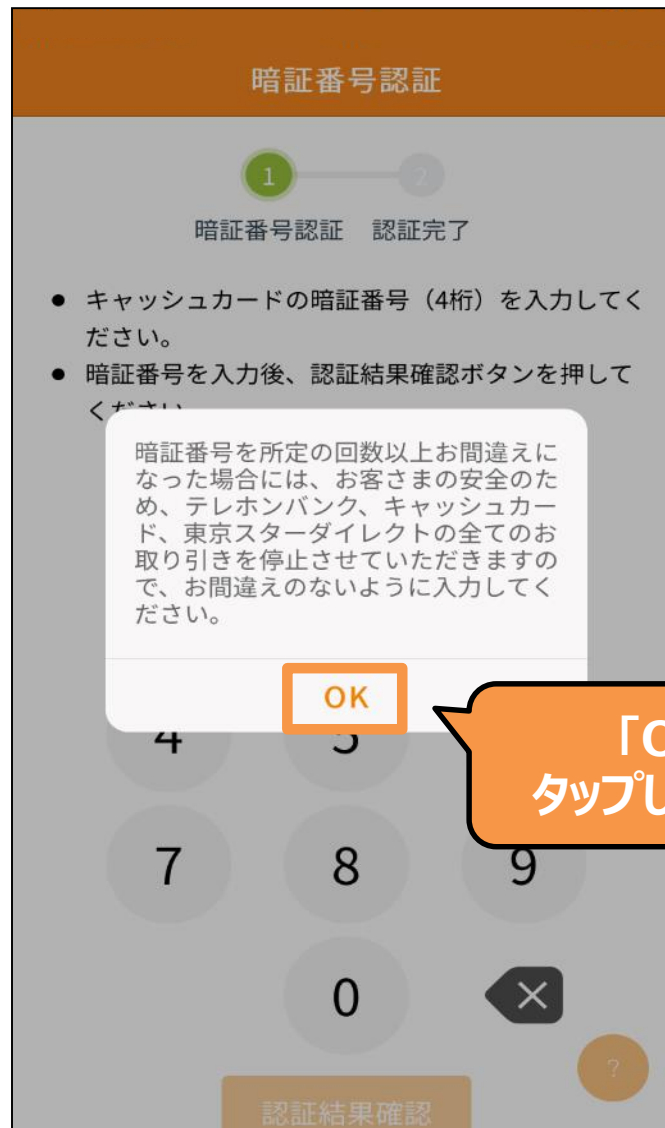 暗証番号認証
1 2
暗証番号認証 認証完了
● キャッシュカードの暗証番号（4桁）を入力してく
ださい。
● 暗証番号を入力後、認証結果確認ボタンを押して
ください
暗証番号を所定の回数以上お間違えに
なった場合には、お客さまの安全のた
め、テレホンバンク、キャッシュカー
ド、東京スターダイレクトの全てのお
取り引きを停止させていただきますの
で、お間違えのないように入力してく
ださい。
OK
「O
タップし
4 5
7 8 9
0
?
認証結果確認